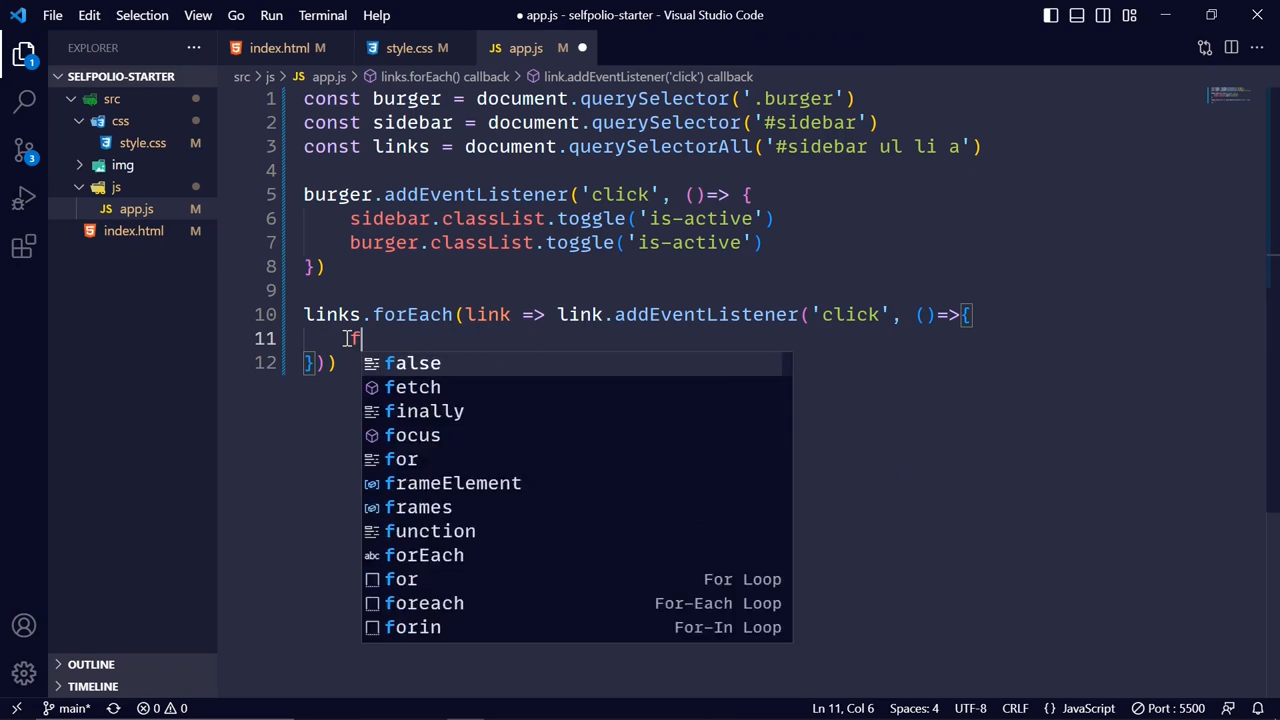 File Edit Selection View Go Run Terminal Help
● app.js - selfpolio-starter - Visual Studio Code
EXPLORER ···
index.html M
style.css M
JS app.js M ●
SELFPOLIO-STARTER
src
css
style.css M
img
js
JS app.js M
index.html M
OUTLINE
TIMELINE
1
3
src > js > JS app.js > links.forEach() callback > link.addEventListener('click') callback
1 const burger = document.querySelector('.burger')
2 const sidebar = document.querySelector('#sidebar')
3 const links = document.querySelectorAll('#sidebar ul li a')
4
5 burger.addEventListener('click', ()=> {
6 sidebar.classList.toggle('is-active')
7 burger.classList.toggle('is-active')
8 })
9
10 links.forEach(link => link.addEventListener('click', ()=>{
11 f
12 }))
false
fetch
finally
focus
for
frameElement
frames
function
abc forEach
for For Loop
foreach For-Each Loop
forin For-In Loop
main* 0 0 Ln 11, Col 6 Spaces: 4 UTF-8 CRLF {} JavaScript Port : 5500